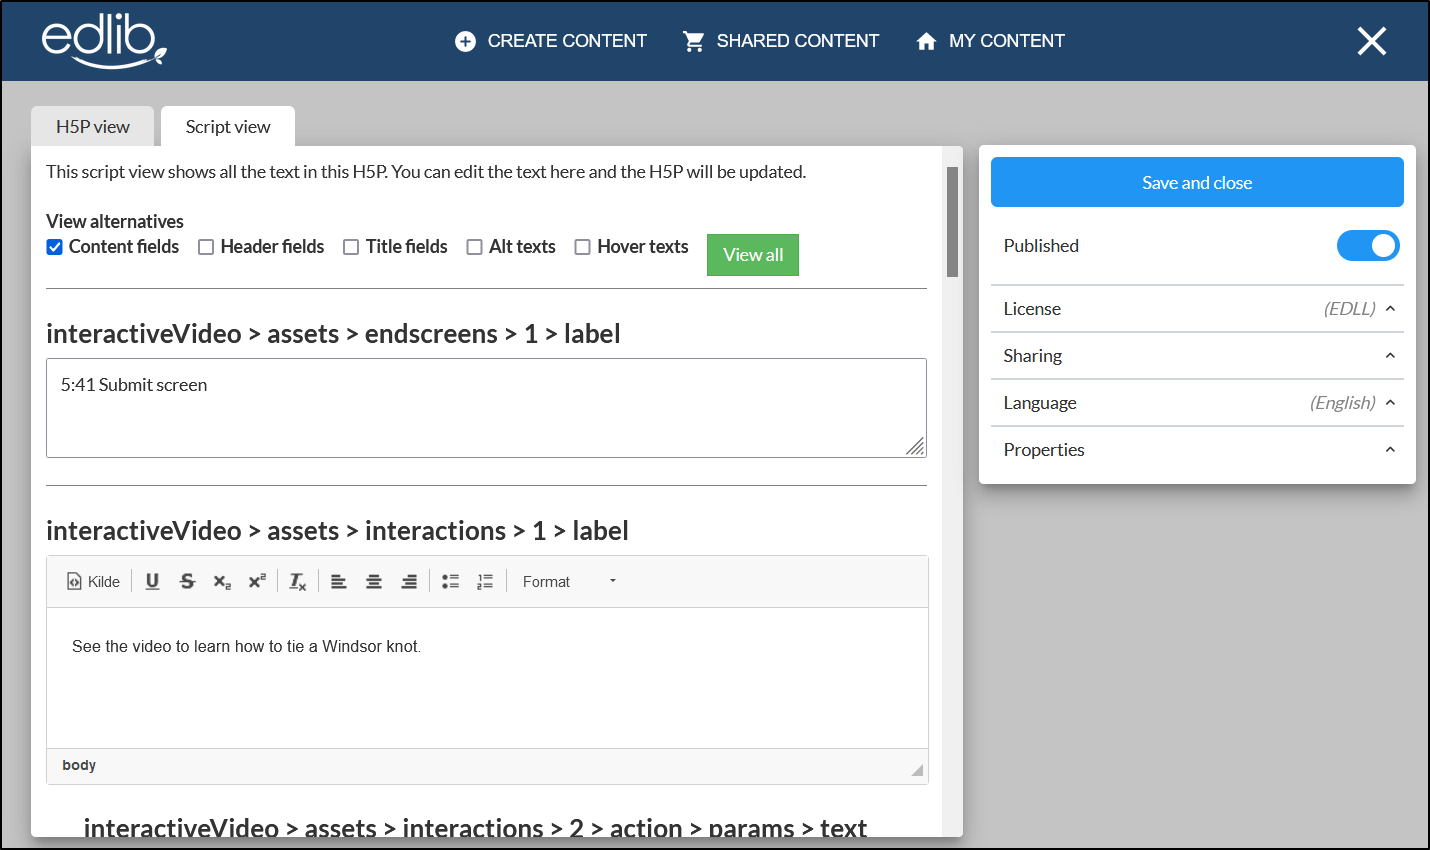 edlib
CREATE CONTENT
SHARED CONTENT
MY CONTENT
H5P view
Script view
This script view shows all the text in this H5P. You can edit the text here and the H5P will be updated.
View alternatives
Content fields
Header fields
Title fields
Alt texts
Hover texts
View all
interactiveVideo > assets > endscreens > 1 > label
5:41 Submit screen
interactiveVideo > assets > interactions > 1 > label
Kilde
Format
See the video to learn how to tie a Windsor knot.
body
interactiveVideo > assets > interactions > 2 > action > params > text
Save and close
Published
License (EDLL)
Sharing
Language (English)
Properties